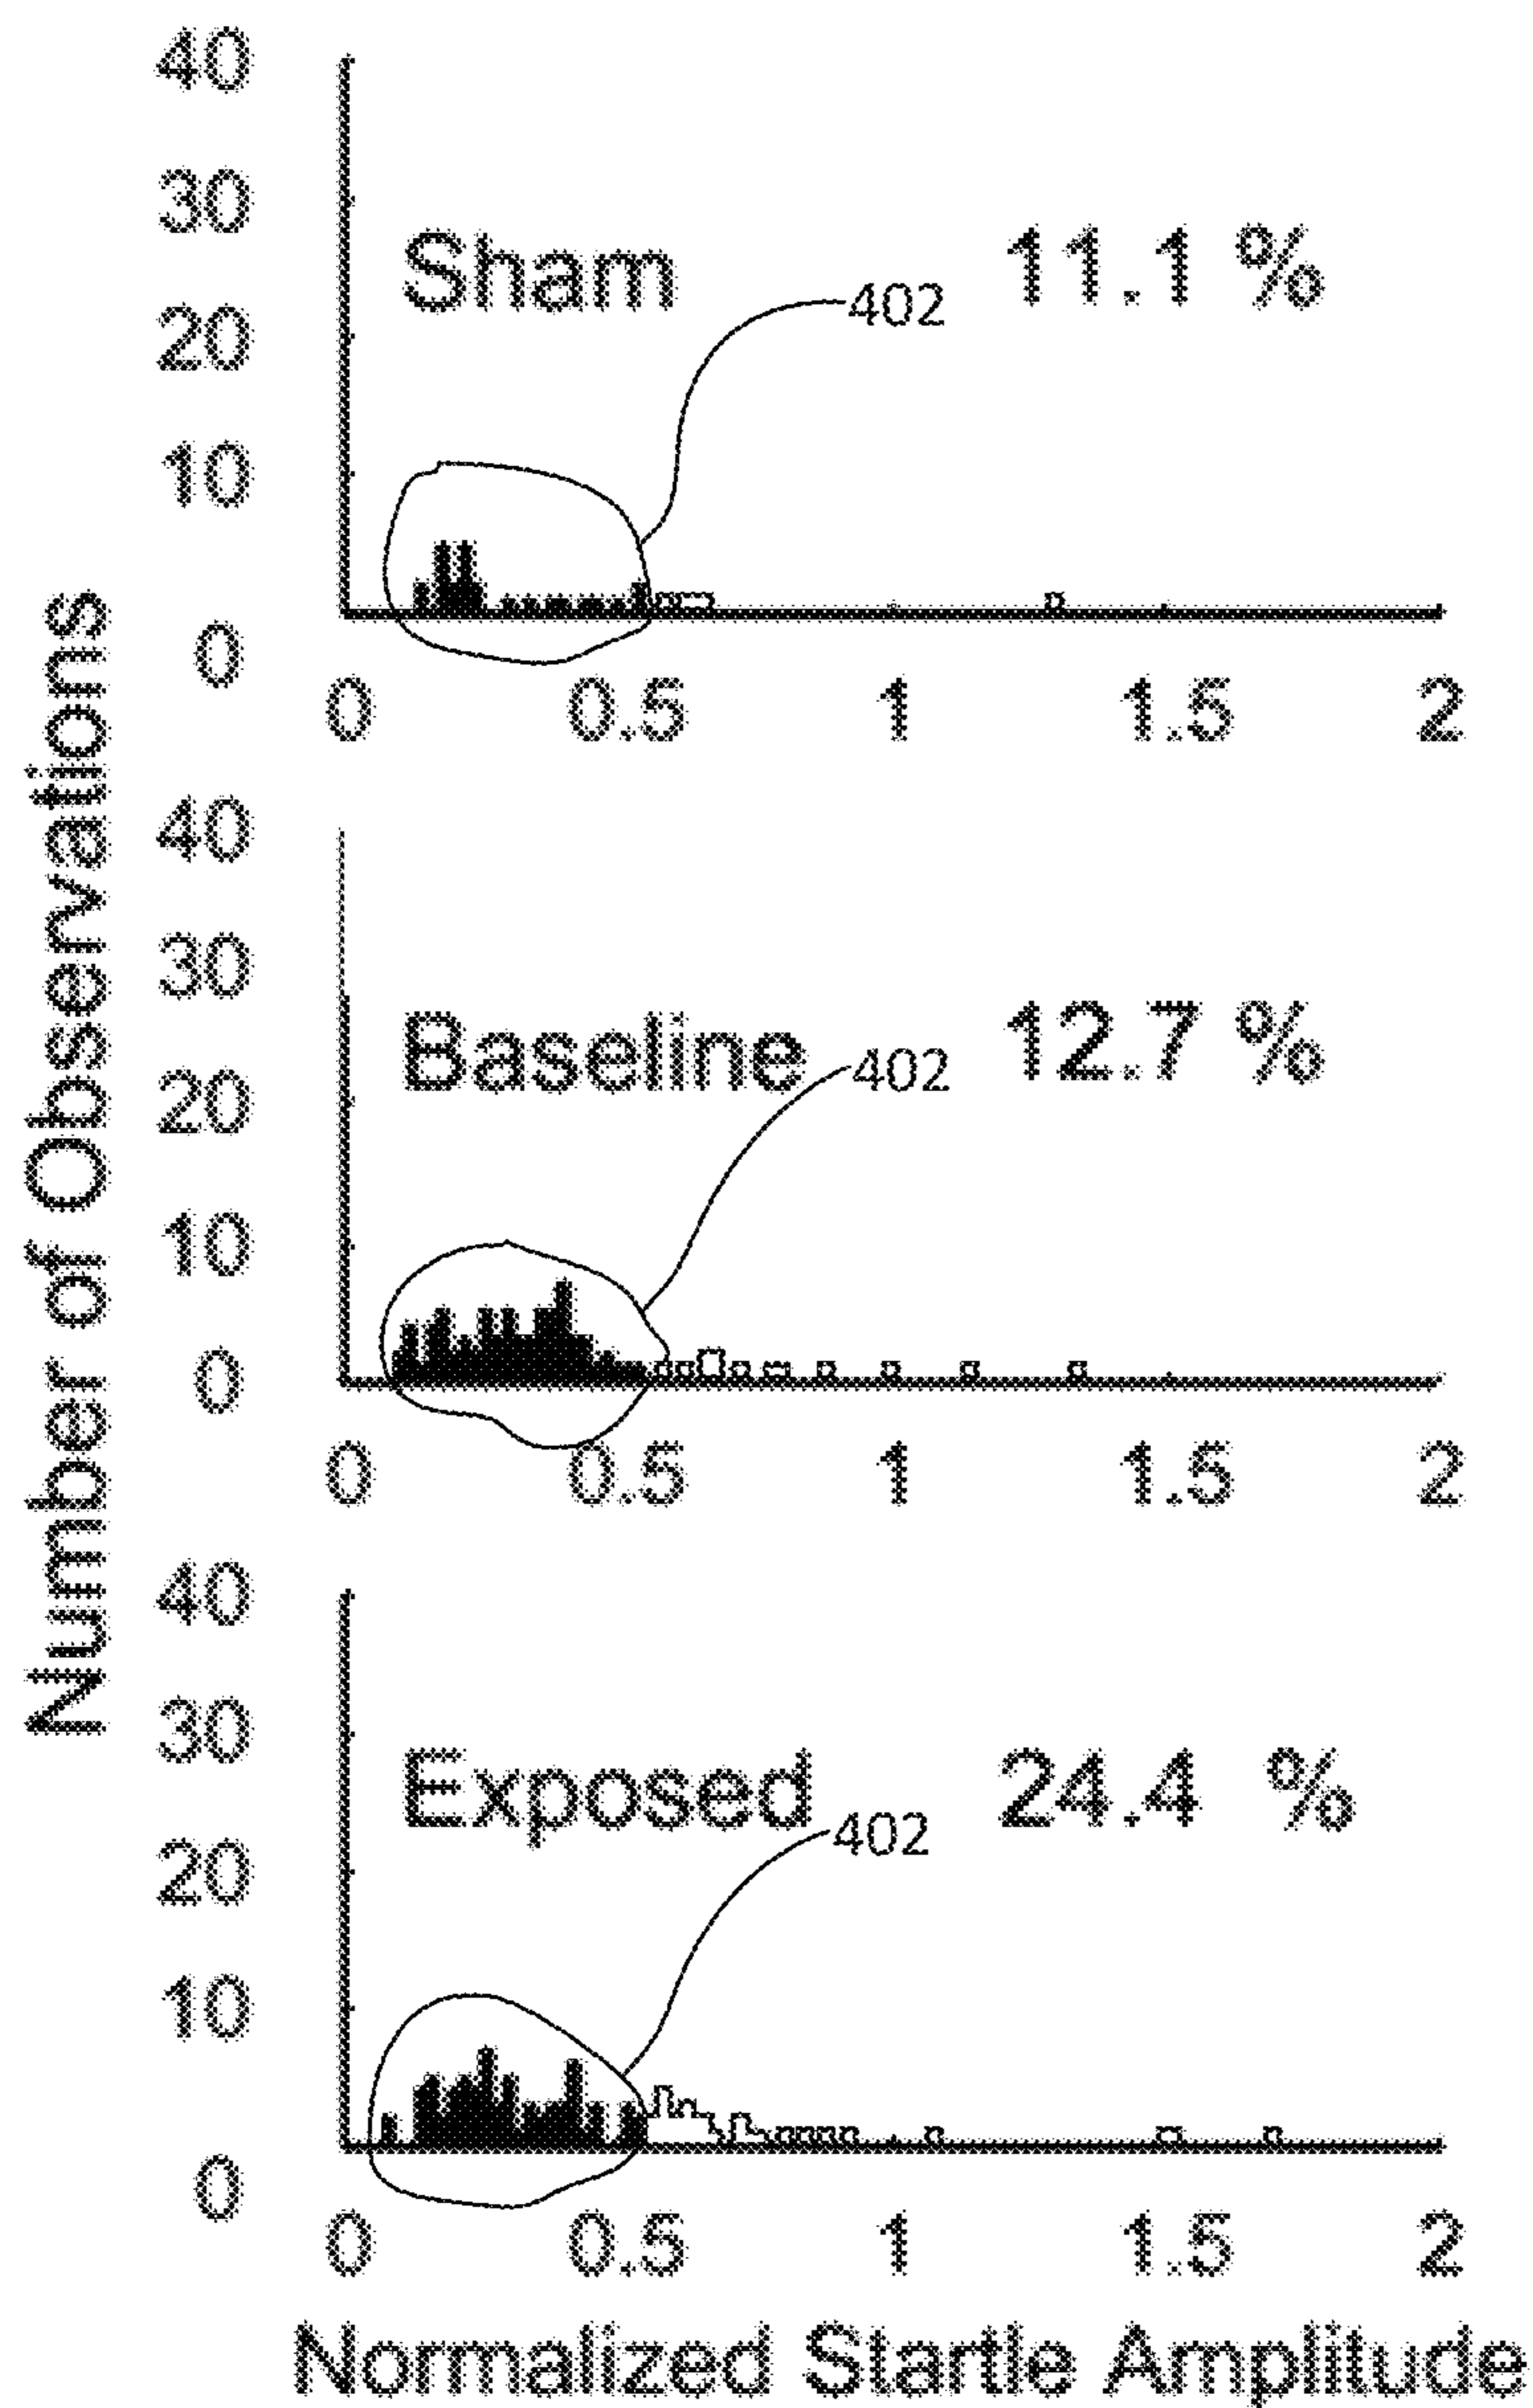 Number of Observations
40
30
Sham 11.1 %
402
20
10
0
0 0.5 1 1.5 2
40
30
Baseline 12.7 %
402
20
10
0
0 0.5 1 1.5 2
40
30
Exposed 24.4 %
402
20
10
0
0 0.5 1 1.5 2
Normalized Startle Amplitude